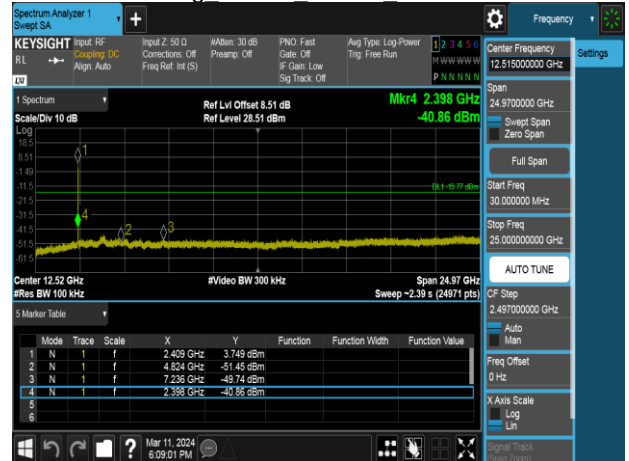 Spectrum Analyzer 1
Swept SA
+
Frequency
KEYSIGHT
RL
LXI
Input: RF
Coupling: DC
Align: Auto
Input Z: 50 Ω
Corrections: Off
Freq Ref: Int (S)
#Atten: 30 dB
Preamp: Off
PNO: Fast
Gate: Off
IF Gain: Low
Sig Track: Off
Avg Type: Log-Power
Trig: Free Run
1 2 3 4 5 6
M W W W W W
P N N N N N
Center Frequency
12.515000000 GHz
Settings
Span
24.9700000 GHz
Swept Span
Zero Span
Full Span
Start Freq
30.000000 MHz
Stop Freq
25.000000000 GHz
AUTO TUNE
CF Step
2.497000000 GHz
Auto
Man
Freq Offset
0 Hz
X Axis Scale
Log
Lin
Signal Track
(Span Zoom)
1 Spectrum
Scale/Div 10 dB
Log
Ref Lvl Offset 8.51 dB
Ref Level 28.51 dBm
Mkr4 2.398 GHz
-40.86 dBm
18.5
8.51
-1.49
-11.5
-21.5
-31.5
-41.5
-51.5
-61.5
1
4
2
3
DL1 -15.77 dBm
Center 12.52 GHz
#Res BW 100 kHz
#Video BW 300 kHz
Span 24.97 GHz
Sweep ~2.39 s (24971 pts)
5 Marker Table
Mode Trace Scale X Y Function Function Width Function Value
1 N 1 f 2.409 GHz 3.749 dBm
2 N 1 f 4.824 GHz -51.45 dBm
3 N 1 f 7.236 GHz -49.74 dBm
4 N 1 f 2.398 GHz -40.86 dBm
5
6
?
Mar 11, 2024
6:09:01 PM